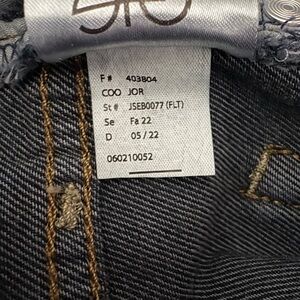 F # 403804
COO JOR
St # JSEB0077 (FLT)
Se Fa 22
D 05 / 22
060210052